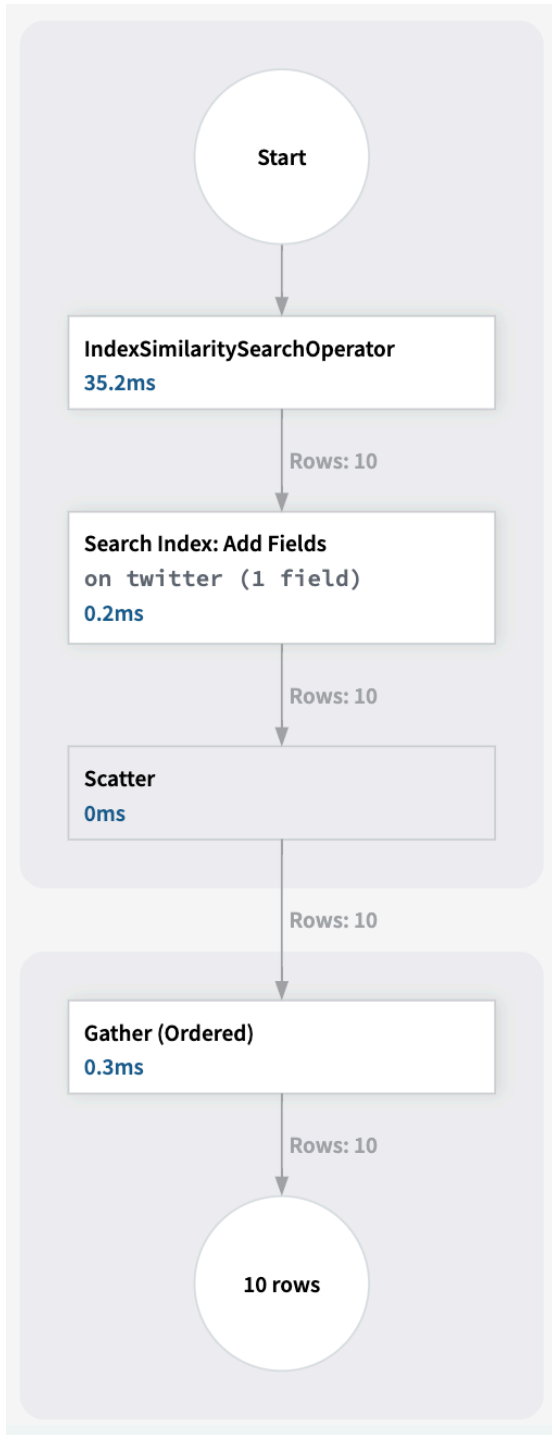 Start
IndexSimilaritySearchOperator
35.2ms
Rows: 10
Search Index: Add Fields
on twitter (1 field)
0.2ms
Rows: 10
Scatter
0ms
Rows: 10
Gather (Ordered)
0.3ms
Rows: 10
10 rows